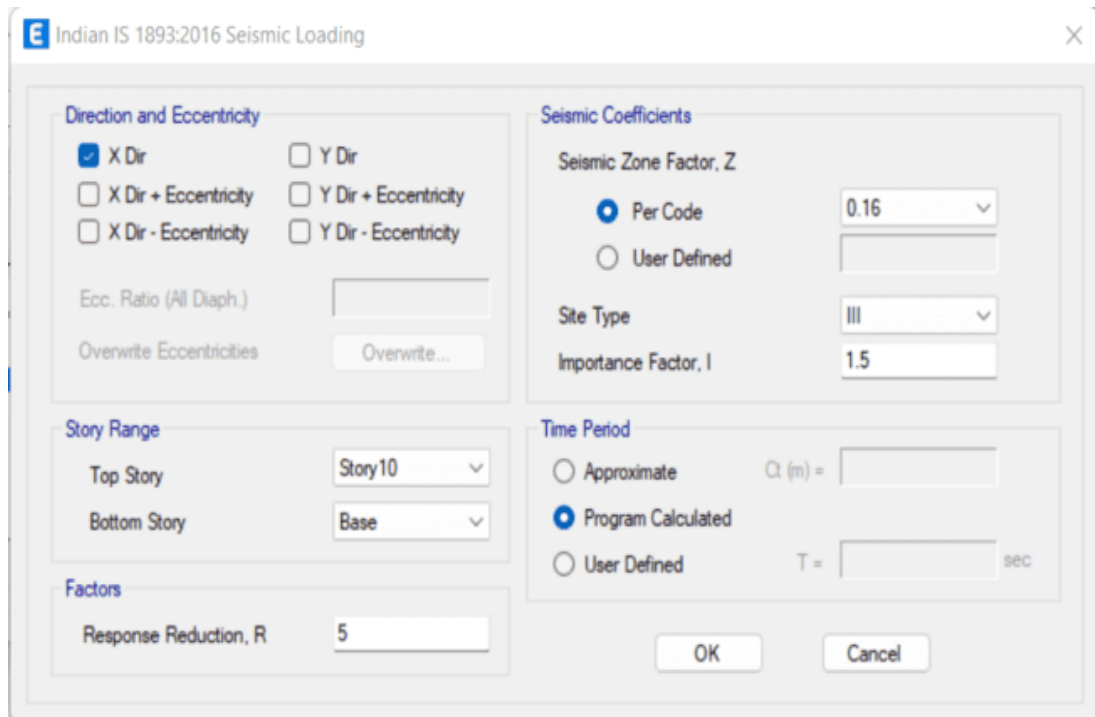 E Indian IS 1893:2016 Seismic Loading
Direction and Eccentricity
X Dir Y Dir
X Dir + Eccentricity Y Dir + Eccentricity
X Dir - Eccentricity Y Dir - Eccentricity
Ecc. Ratio (All Diaph.)
Overwrite Eccentricities Overwrite...
Story Range
Top Story Story10
Bottom Story Base
Factors
Response Reduction, R 5
Seismic Coefficients
Seismic Zone Factor, Z
Per Code 0.16
User Defined
Site Type III
Importance Factor, I 1.5
Time Period
Approximate Ct (m) =
Program Calculated
User Defined T = sec
OK Cancel